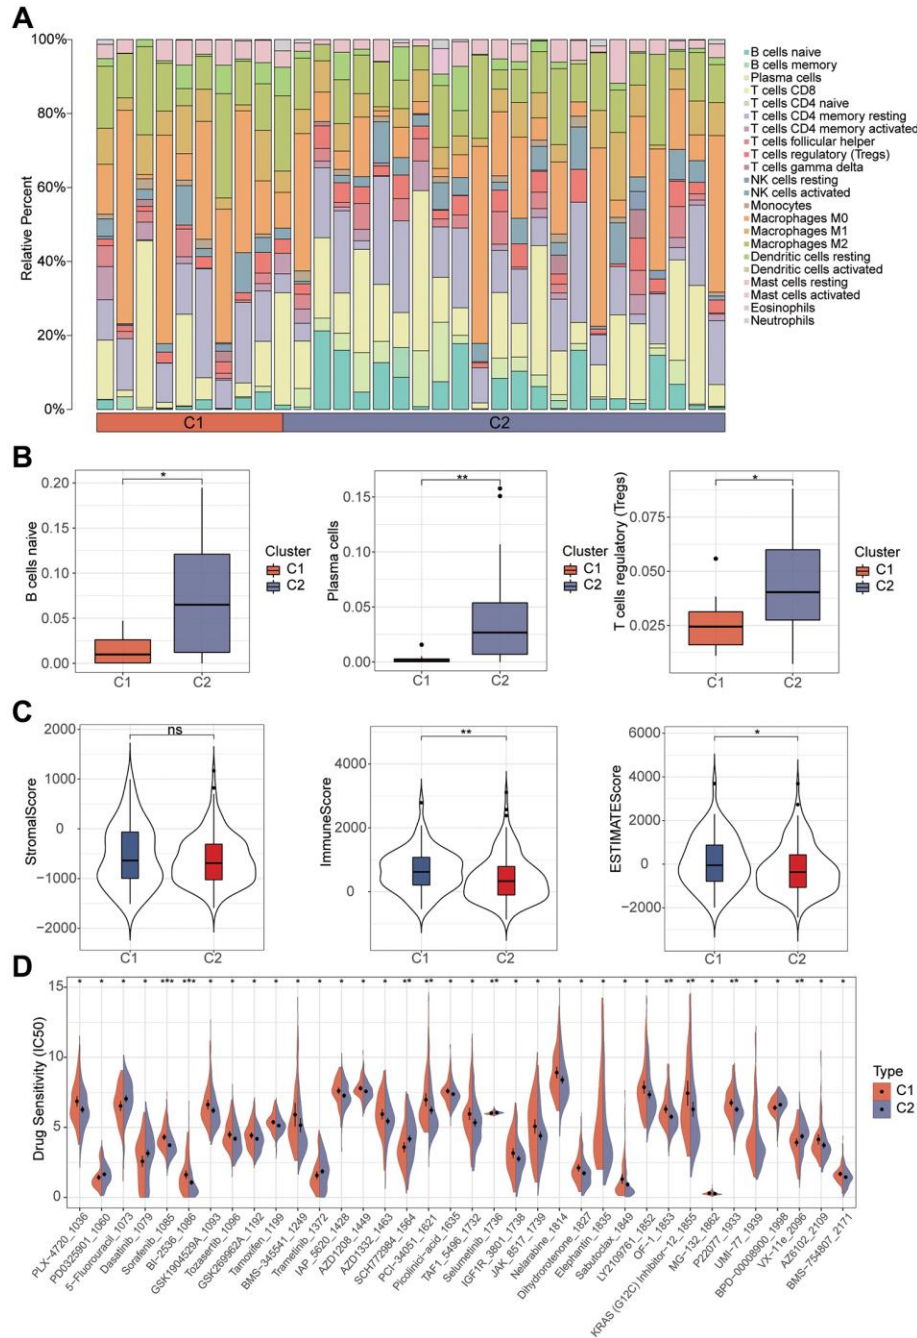 A
100%
80%
60%
40%
20%
0%
Relative Percent
C1
C2
B cells naive
B cells memory
Plasma cells
T cells CD8
T cells CD4 naive
T cells CD4 memory resting
T cells CD4 memory activated
T cells follicular helper
T cells regulatory (Tregs)
T cells gamma delta
NK cells resting
NK cells activated
Monocytes
Macrophages M0
Macrophages M1
Macrophages M2
Dendritic cells resting
Dendritic cells activated
Mast cells resting
Mast cells activated
Eosinophils
Neutrophils
B
B cells naive
0.20
0.15
0.10
0.05
0.00
*
C1
C2
Cluster
C1
C2
Plasma cells
0.15
0.10
0.05
0.00
**
C1
C2
Cluster
C1
C2
T cells regulatory (Tregs)
0.075
0.050
0.025
*
C1
C2
Cluster
C1
C2
C
StromalScore
2000
1000
0
−1000
−2000
ns
C1
C2
ImmuneScore
4000
2000
0
**
C1
C2
ESTIMATEScore
6000
4000
2000
0
−2000
*
C1
C2
D
Drug Sensitivity (IC50)
15
10
5
0
* * * * *** *** * * * * * * * * * ** ** * * ** * * * * * * * ** ** * ** * * ** * *
Type
C1
C2
PLX-4720_1036
PD0325901_1060
5-Fluorouracil_1073
Dasatinib_1079
Sorafenib_1085
BI-2536_1086
GSK1904529A_1093
Tozasertib_1096
GSK269962A_1192
Tamoxifen_1199
BMS-345541_1249
Trametinib_1372
IAP_5620_1428
AZD1208_1449
AZD1332_1463
SCH772984_1564
PCI-34051_1621
Picolinici-acid_1635
TAF1_5496_1732
Selumetinib_1736
IGF1R_3801_1738
JAK_8517_1739
Nelarabine_1814
Dihydrorotenone_1827
Elephantin_1835
Sabutoclax_1849
LY2109761_1852
OF-1_1853
KRAS (G12C) Inhibitor-12_1855
MG-132_1862
P22077_1933
UMI-77_1939
BPD-00008900_1998
VX-11e_2096
AZ6102_2109
BMS-754807_2171